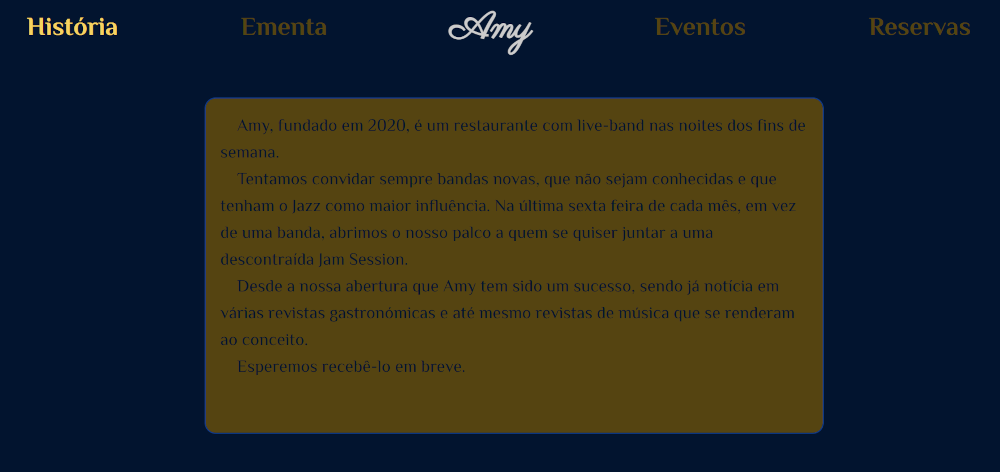 História Ementa Amy Eventos Reservas
Amy, fundado em 2020, é um restaurante com live-band nas noites dos fins de
semana.
Tentamos convidar sempre bandas novas, que não sejam conhecidas e que
tenham o Jazz como maior influência. Na última sexta feira de cada mês, em vez
de uma banda, abrimos o nosso palco a quem se quiser juntar a uma
descontraída Jam Session.
Desde a nossa abertura que Amy tem sido um sucesso, sendo já notícia em
várias revistas gastronómicas e até mesmo revistas de música que se renderam
ao conceito.
Esperemos recebê-lo em breve.